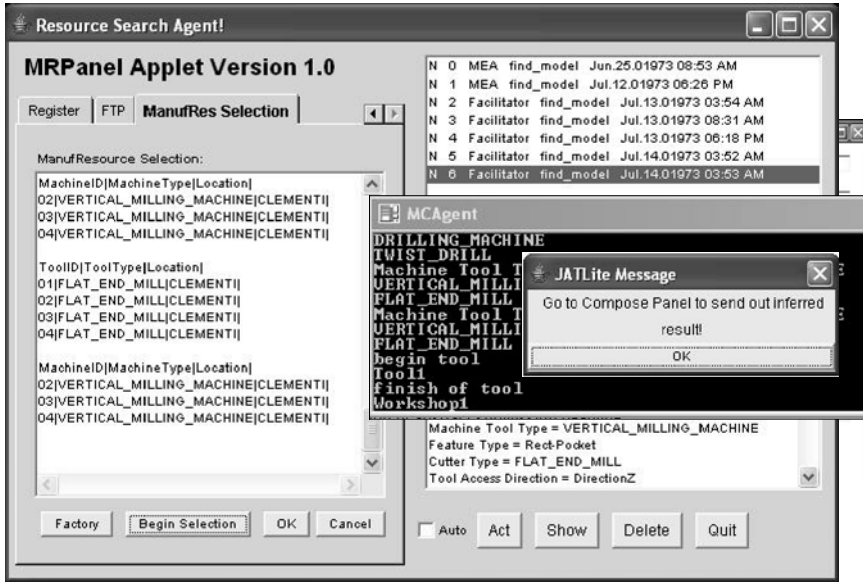 Resource Search Agent!
MRPanel Applet Version 1.0
Register FTP ManufRes Selection
ManufResource Selection:
MachineID|MachineType|Location|
02|VERTICAL_MILLING_MACHINE|CLEMENTI|
03|VERTICAL_MILLING_MACHINE|CLEMENTI|
04|VERTICAL_MILLING_MACHINE|CLEMENTI|
ToolID|ToolType|Location|
01|FLAT_END_MILL|CLEMENTI|
02|FLAT_END_MILL|CLEMENTI|
03|FLAT_END_MILL|CLEMENTI|
04|FLAT_END_MILL|CLEMENTI|
MachineID|MachineType|Location|
02|VERTICAL_MILLING_MACHINE|CLEMENTI|
03|VERTICAL_MILLING_MACHINE|CLEMENTI|
04|VERTICAL_MILLING_MACHINE|CLEMENTI|
Factory Begin Selection OK Cancel
N 0 MEA find_model Jun.25.01973 08:53 AM
N 1 MEA find_model Jul.12.01973 06:26 PM
N 2 Facilitator find_model Jul.13.01973 03:54 AM
N 3 Facilitator find_model Jul.13.01973 08:31 AM
N 4 Facilitator find_model Jul.13.01973 06:18 PM
N 5 Facilitator find_model Jul.14.01973 03:52 AM
N 6 Facilitator find_model Jul.14.01973 03:53 AM
MCAgent
DRILLING_MACHINE
TWIST_DRILL
Machine Tool T
VERTICAL_MILLI
FLAT_END_MILL
Machine Tool T
VERTICAL_MILLI
FLAT_END_MILL
begin tool
Tool1
finish of tool
Workshop1
JATLite Message
Go to Compose Panel to send out inferred
result!
OK
Machine Tool Type = VERTICAL_MILLING_MACHINE
Feature Type = Rect-Pocket
Cutter Type = FLAT_END_MILL
Tool Access Direction = DirectionZ
Auto Act Show Delete Quit